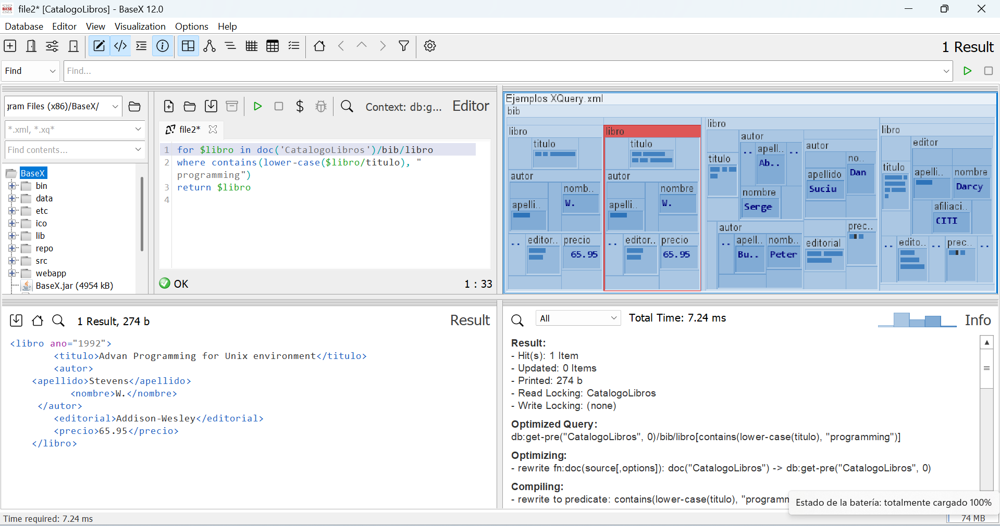 file2* [CatalogoLibros] - BaseX 12.0
Database Editor View Visualization Options Help
1 Result
Find
Find...
gram Files (x86)/BaseX/
*.xml, *.xq*
Find contents...
BaseX
bin
data
etc
ico
lib
repo
src
webapp
BaseX.jar (4954 kB)
Context: db:g... Editor
file2*
1 for $libro in doc('CatalogoLibros')/bib/libro
2 where contains(lower-case($libro/titulo), "
programming")
3 return $libro
4
OK 1 : 33
Ejemplos XQuery.xml
bib
libro
titulo
autor
nomb..
W.
apelli..
.. editor.. precio
65.95
libro
titulo
autor
nombre
W.
apelli..
.. editor.. precio
65.95
libro
titulo
autor
.. apell.. ..
Ab..
nombre
Serge
autor
no..
Dan
apellido
Suciu
autor
.. apell.. nomb..
Bu.. Peter
editorial
prec..
libro
titulo
editor
apelli.. nombre
Darcy
afiliaci..
CITI
.. edito.. .. prec.. ..
1 Result, 274 b Result
<libro ano="1992">
<titulo>Advan Programming for Unix environment</titulo>
<autor>
<apellido>Stevens</apellido>
<nombre>W.</nombre>
</autor>
<editorial>Addison-Wesley</editorial>
<precio>65.95</precio>
</libro>
All Total Time: 7.24 ms Info
Result:
- Hit(s): 1 Item
- Updated: 0 Items
- Printed: 274 b
- Read Locking: CatalogoLibros
- Write Locking: (none)
Optimized Query:
db:get-pre("CatalogoLibros", 0)/bib/libro[contains(lower-case(titulo), "programming")]
Optimizing:
- rewrite fn:doc(source[,options]): doc("CatalogoLibros") -> db:get-pre("CatalogoLibros", 0)
Compiling:
- rewrite to predicate: contains(lower-case(titulo), "programm
Estado de la batería: totalmente cargado 100%
Time required: 7.24 ms
74 MB